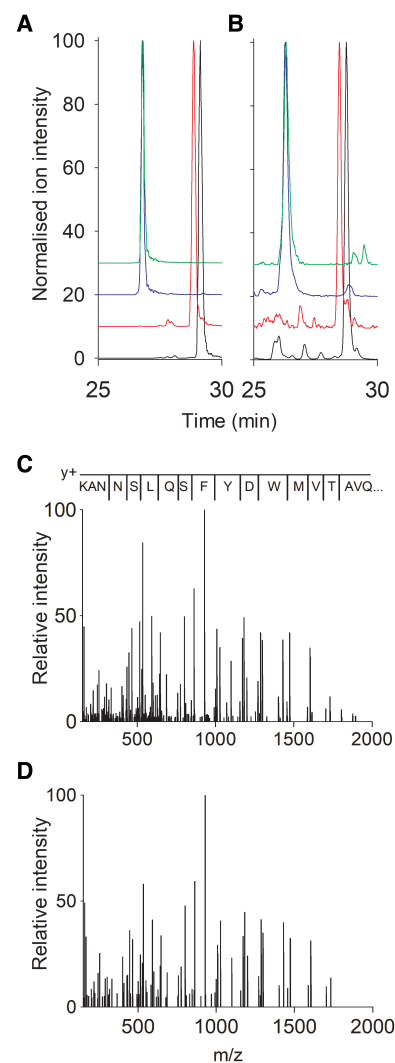 A
B
Normalised ion intensity
100
80
60
40
20
0
25
30
25
30
Time (min)
C
y+
KAN N S L Q S F Y D W M V T AVQ...
Relative intensity
100
50
0
500
1000
1500
2000
D
Relative intensity
100
50
0
500
1000
1500
2000
m/z